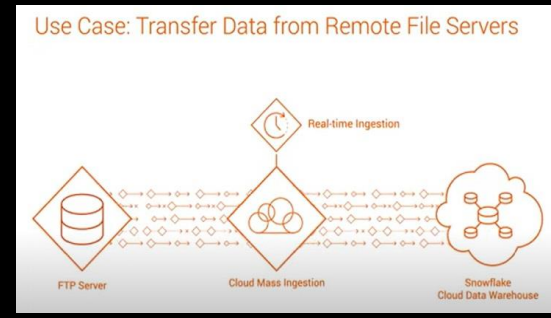 Use Case: Transfer Data from Remote File Servers
Real-time Ingestion
FTP Server
Cloud Mass Ingestion
Snowflake
Cloud Data Warehouse